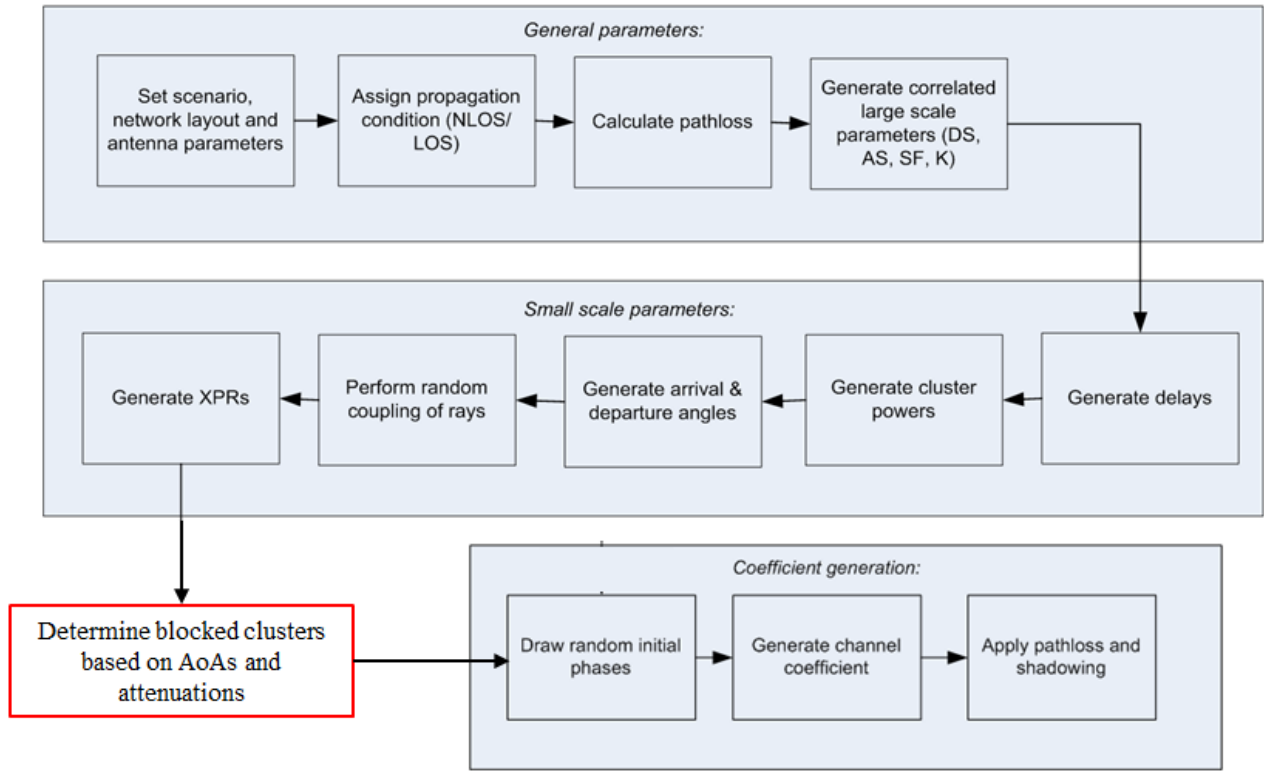 General parameters:
Set scenario,
network layout and
antenna parameters
Assign propagation
condition (NLOS/
LOS)
Calculate pathloss
Generate correlated
large scale
parameters (DS,
AS, SF, K)
Small scale parameters:
Generate XPRs
Perform random
coupling of rays
Generate arrival &
departure angles
Generate cluster
powers
Generate delays
Determine blocked clusters
based on AoAs and
attenuations
Coefficient generation:
Draw random initial
phases
Generate channel
coefficient
Apply pathloss and
shadowing